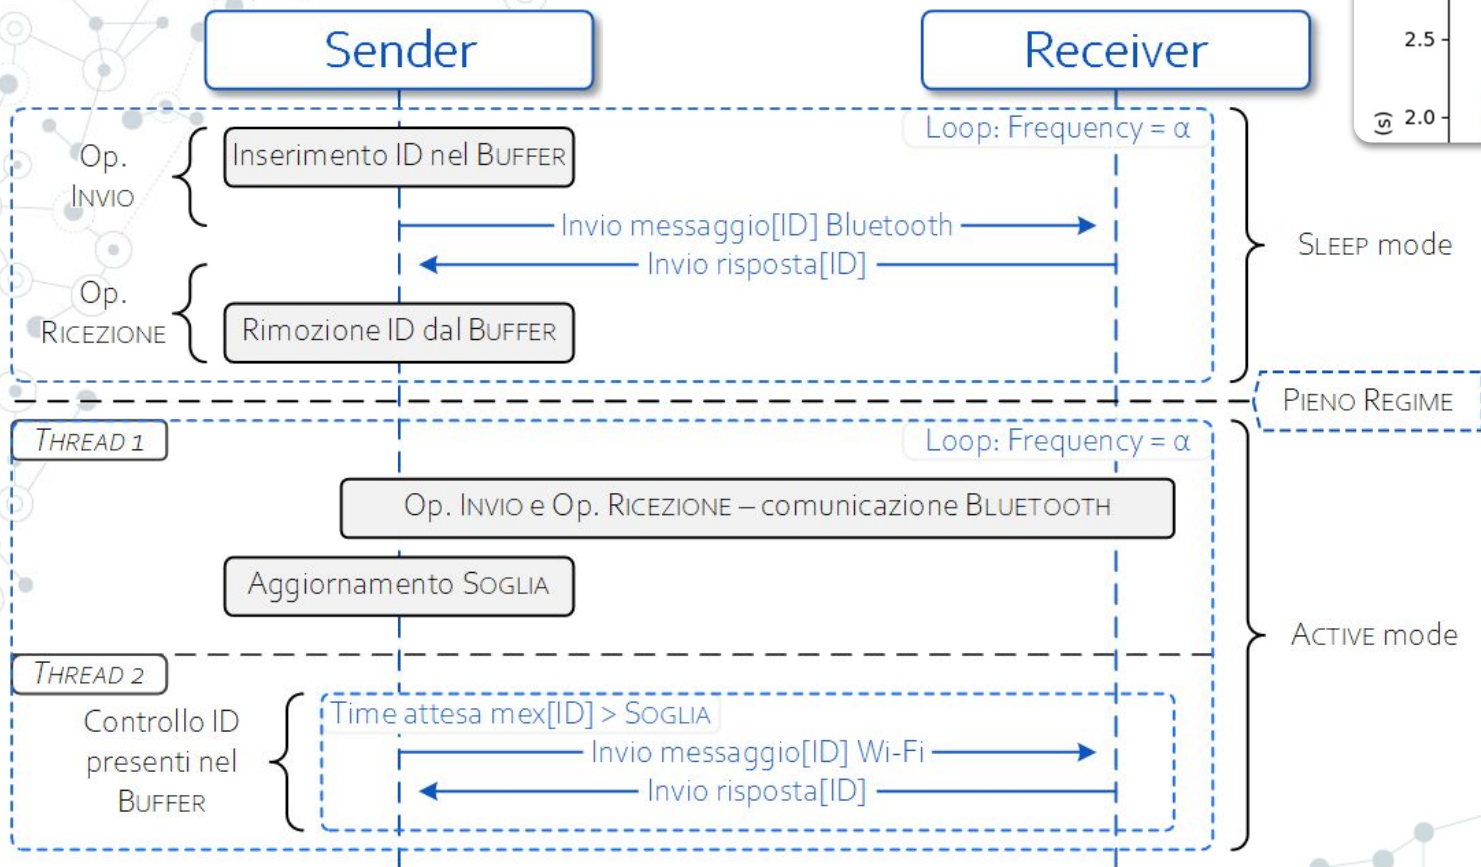 Sender
Receiver
2.5
2.0
(s)
Loop: Frequency = α
Op.
INVIO
Inserimento ID nel BUFFER
Invio messaggio[ID] Bluetooth
Invio risposta[ID]
Op.
RICEZIONE
Rimozione ID dal BUFFER
SLEEP mode
PIENO REGIME
THREAD 1
Loop: Frequency = α
Op. INVIO e Op. RICEZIONE – comunicazione BLUETOOTH
Aggiornamento SOGLIA
ACTIVE mode
THREAD 2
Controllo ID
presenti nel
BUFFER
Time attesa mex[ID] > SOGLIA
Invio messaggio[ID] Wi-Fi
Invio risposta[ID]